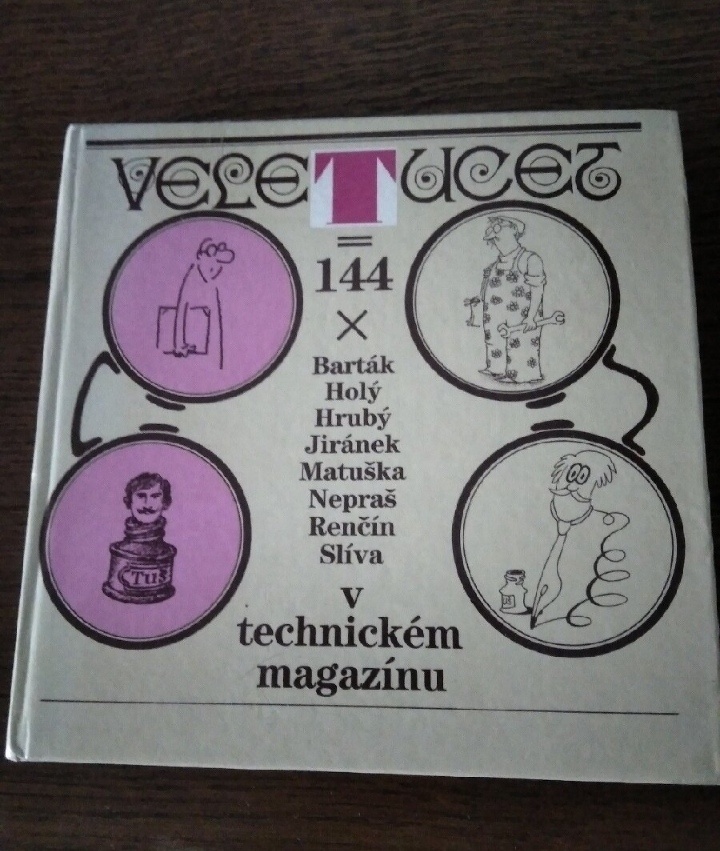 VELETUCET
=
144
×
Barták
Holý
Hrubý
Jiránek
Matuška
Nepraš
Renčín
Slíva
v
technickém
magazínu
Tuš